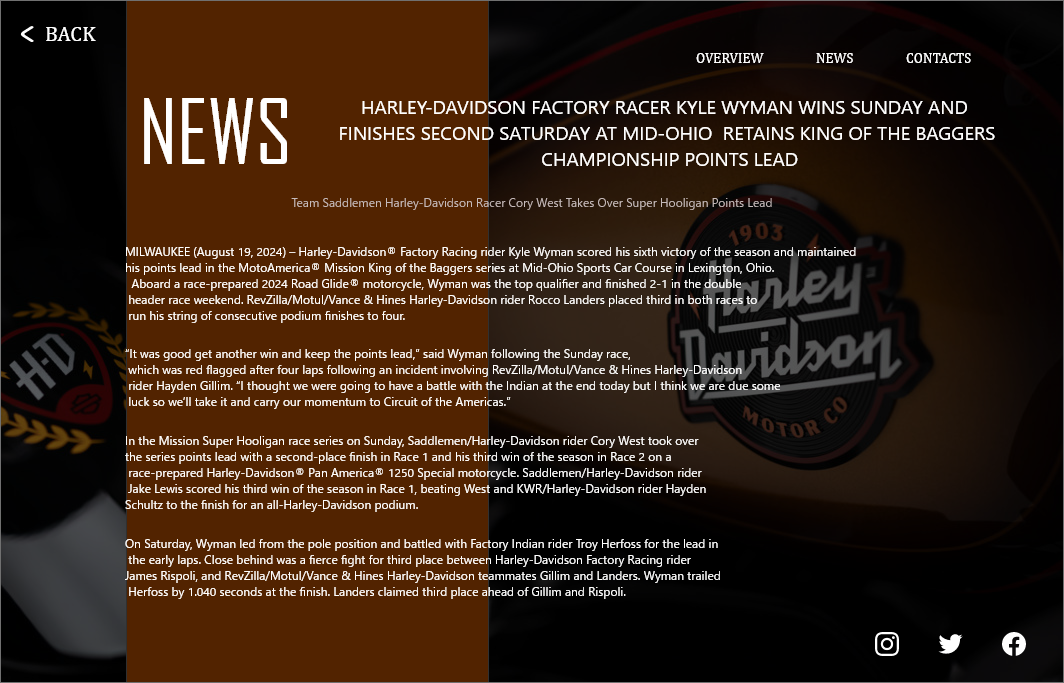 BACK
OVERVIEW NEWS CONTACTS
NEWS
HARLEY-DAVIDSON FACTORY RACER KYLE WYMAN WINS SUNDAY AND
FINISHES SECOND SATURDAY AT MID-OHIO  RETAINS KING OF THE BAGGERS
CHAMPIONSHIP POINTS LEAD
Team Saddlemen Harley-Davidson Racer Cory West Takes Over Super Hooligan Points Lead
MILWAUKEE (August 19, 2024) – Harley-Davidson® Factory Racing rider Kyle Wyman scored his sixth victory of the season and maintained
his points lead in the MotoAmerica® Mission King of the Baggers series at Mid-Ohio Sports Car Course in Lexington, Ohio.
Aboard a race-prepared 2024 Road Glide® motorcycle, Wyman was the top qualifier and finished 2-1 in the double
header race weekend. RevZilla/Motul/Vance & Hines Harley-Davidson rider Rocco Landers placed third in both races to
run his string of consecutive podium finishes to four.
“It was good get another win and keep the points lead,” said Wyman following the Sunday race,
which was red flagged after four laps following an incident involving RevZilla/Motul/Vance & Hines Harley-Davidson
rider Hayden Gillim. “I thought we were going to have a battle with the Indian at the end today but I think we are due some
luck so we’ll take it and carry our momentum to Circuit of the Americas.”
In the Mission Super Hooligan race series on Sunday, Saddlemen/Harley-Davidson rider Cory West took over
the series points lead with a second-place finish in Race 1 and his third win of the season in Race 2 on a
race-prepared Harley-Davidson® Pan America® 1250 Special motorcycle. Saddlemen/Harley-Davidson rider
Jake Lewis scored his third win of the season in Race 1, beating West and KWR/Harley-Davidson rider Hayden
Schultz to the finish for an all-Harley-Davidson podium.
On Saturday, Wyman led from the pole position and battled with Factory Indian rider Troy Herfoss for the lead in
the early laps. Close behind was a fierce fight for third place between Harley-Davidson Factory Racing rider
James Rispoli, and RevZilla/Motul/Vance & Hines Harley-Davidson teammates Gillim and Landers. Wyman trailed
Herfoss by 1.040 seconds at the finish. Landers claimed third place ahead of Gillim and Rispoli.
1903
Harley
Davidson
MOTOR CO
H-D